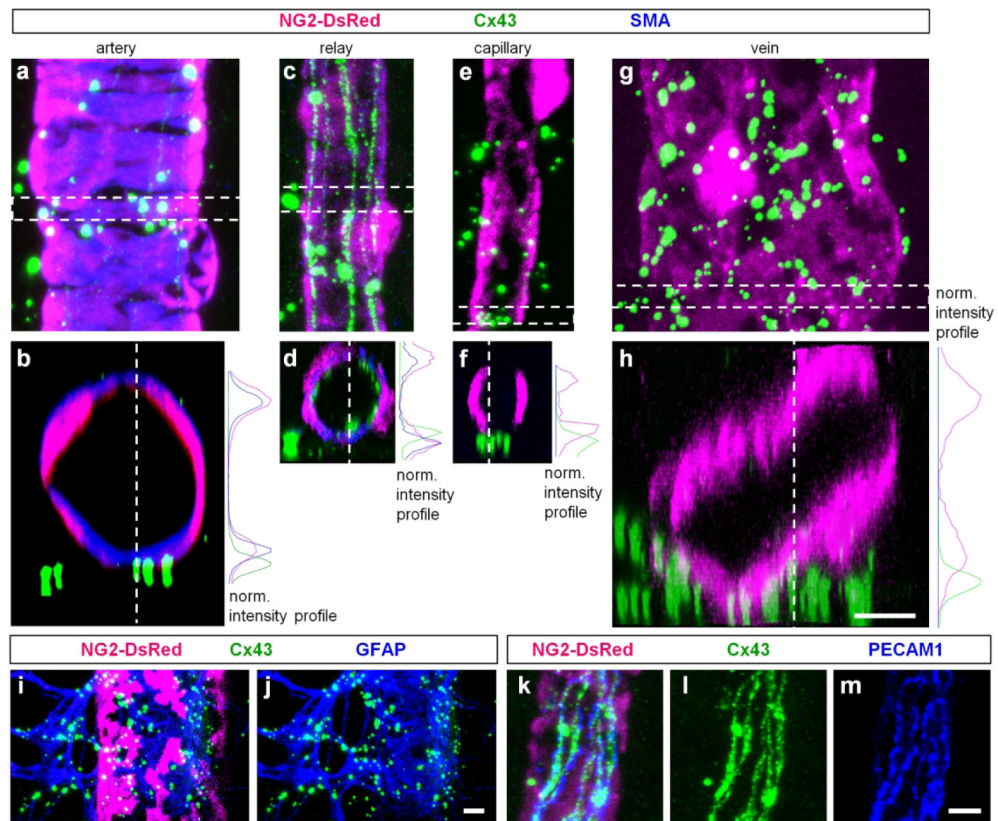 NG2-DsRed Cx43 SMA
artery relay capillary vein
a c e g
norm.
intensity
profile
b d f h
norm.
intensity
profile
norm.
intensity
profile
norm.
intensity profile
NG2-DsRed Cx43 GFAP NG2-DsRed Cx43 PECAM1
i j k l m